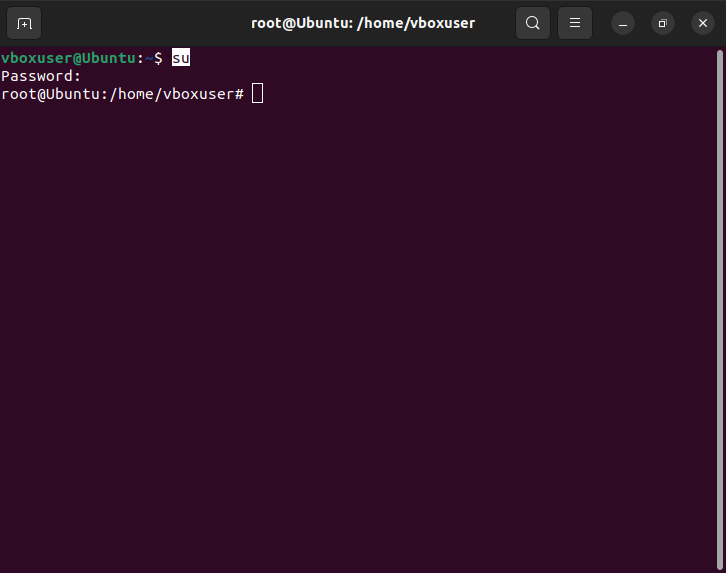 root@Ubuntu: /home/vboxuser
vboxuser@Ubuntu:~$ su
Password:
root@Ubuntu:/home/vboxuser#